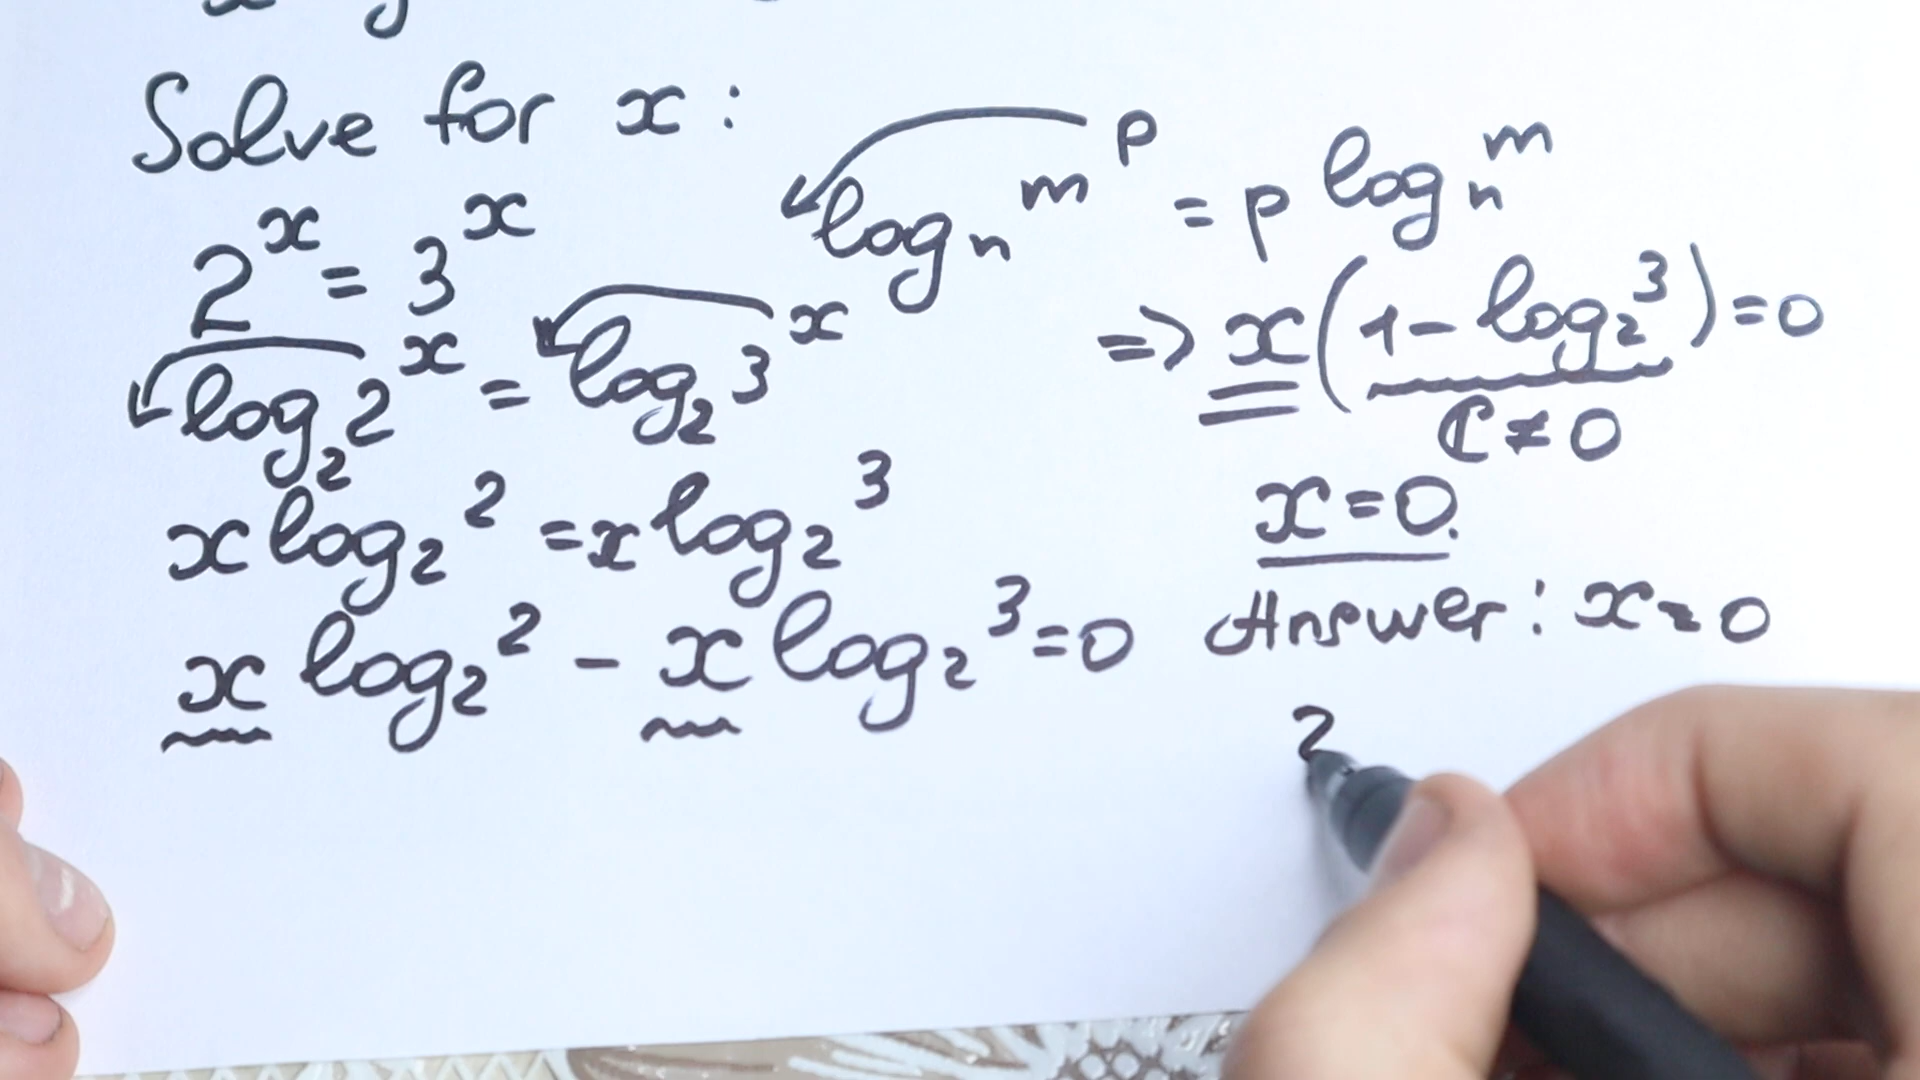 Solve for x :
2^x = 3^x
log_2 2^x = log_2 3^x
x log_2 2 = x log_2 3
x log_2 2 - x log_2 3 = 0
log_n m^p = p log_n m
=> x (1 - log_2 3) = 0
C ≠ 0
x = 0.
Answer : x = 0
2